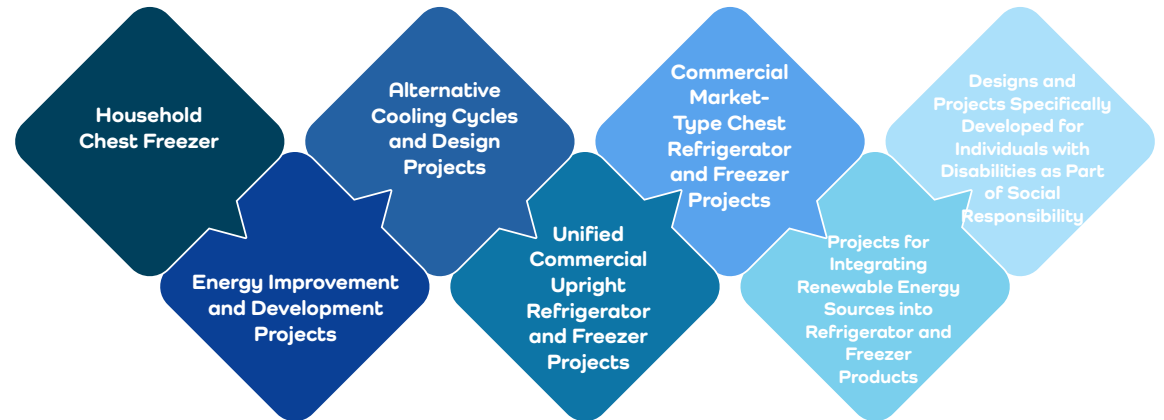 Household
Chest Freezer
Energy Improvement
and Development
Projects
Alternative
Cooling Cycles
and Design
Projects
Unified
Commercial
Upright
Refrigerator
and Freezer
Projects
Commercial
Market-
Type Chest
Refrigerator
and Freezer
Projects
Projects for
Integrating
Renewable Energy
Sources into
Refrigerator and
Freezer
Products
Designs and
Projects Specifically
Developed for
Individuals with
Disabilities as Part
of Social
Responsibility